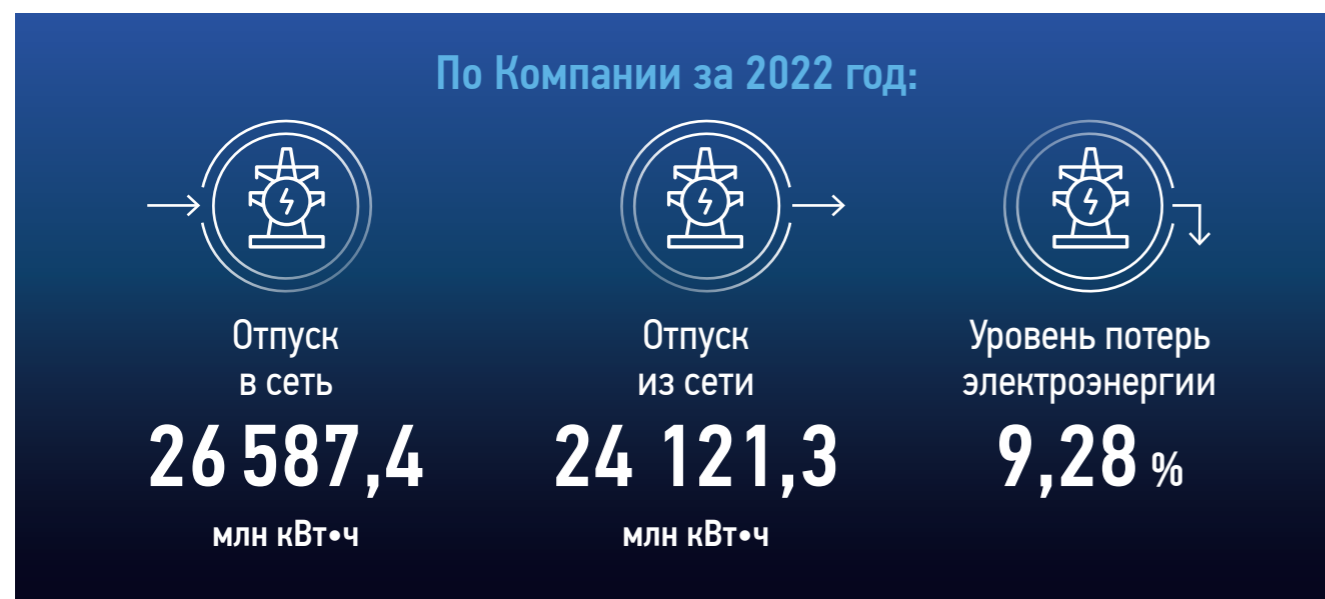 По Компании за 2022 год:
Отпуск
в сеть
26 587,4
млн кВт•ч
Отпуск
из сети
24 121,3
млн кВт•ч
Уровень потерь
электроэнергии
9,28 %